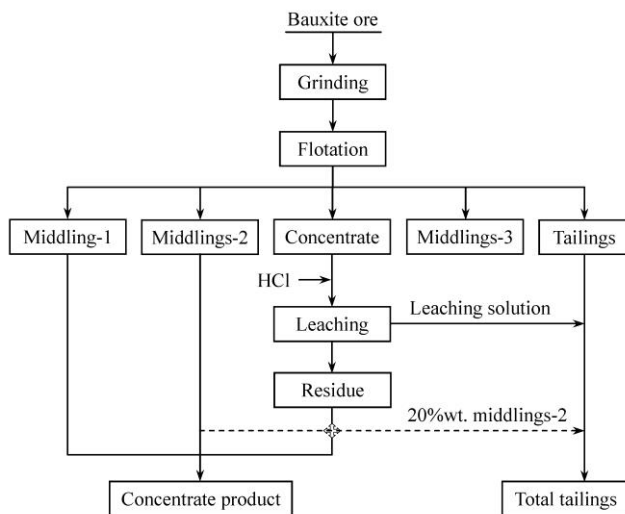 Bauxite ore
Grinding
Flotation
Middling-1
Middlings-2
Concentrate
Middlings-3
Tailings
HCl
Leaching
Leaching solution
Residue
20%wt. middlings-2
Concentrate product
Total tailings